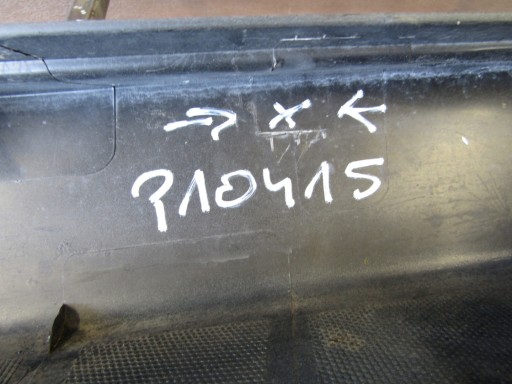 → x ←
P10415